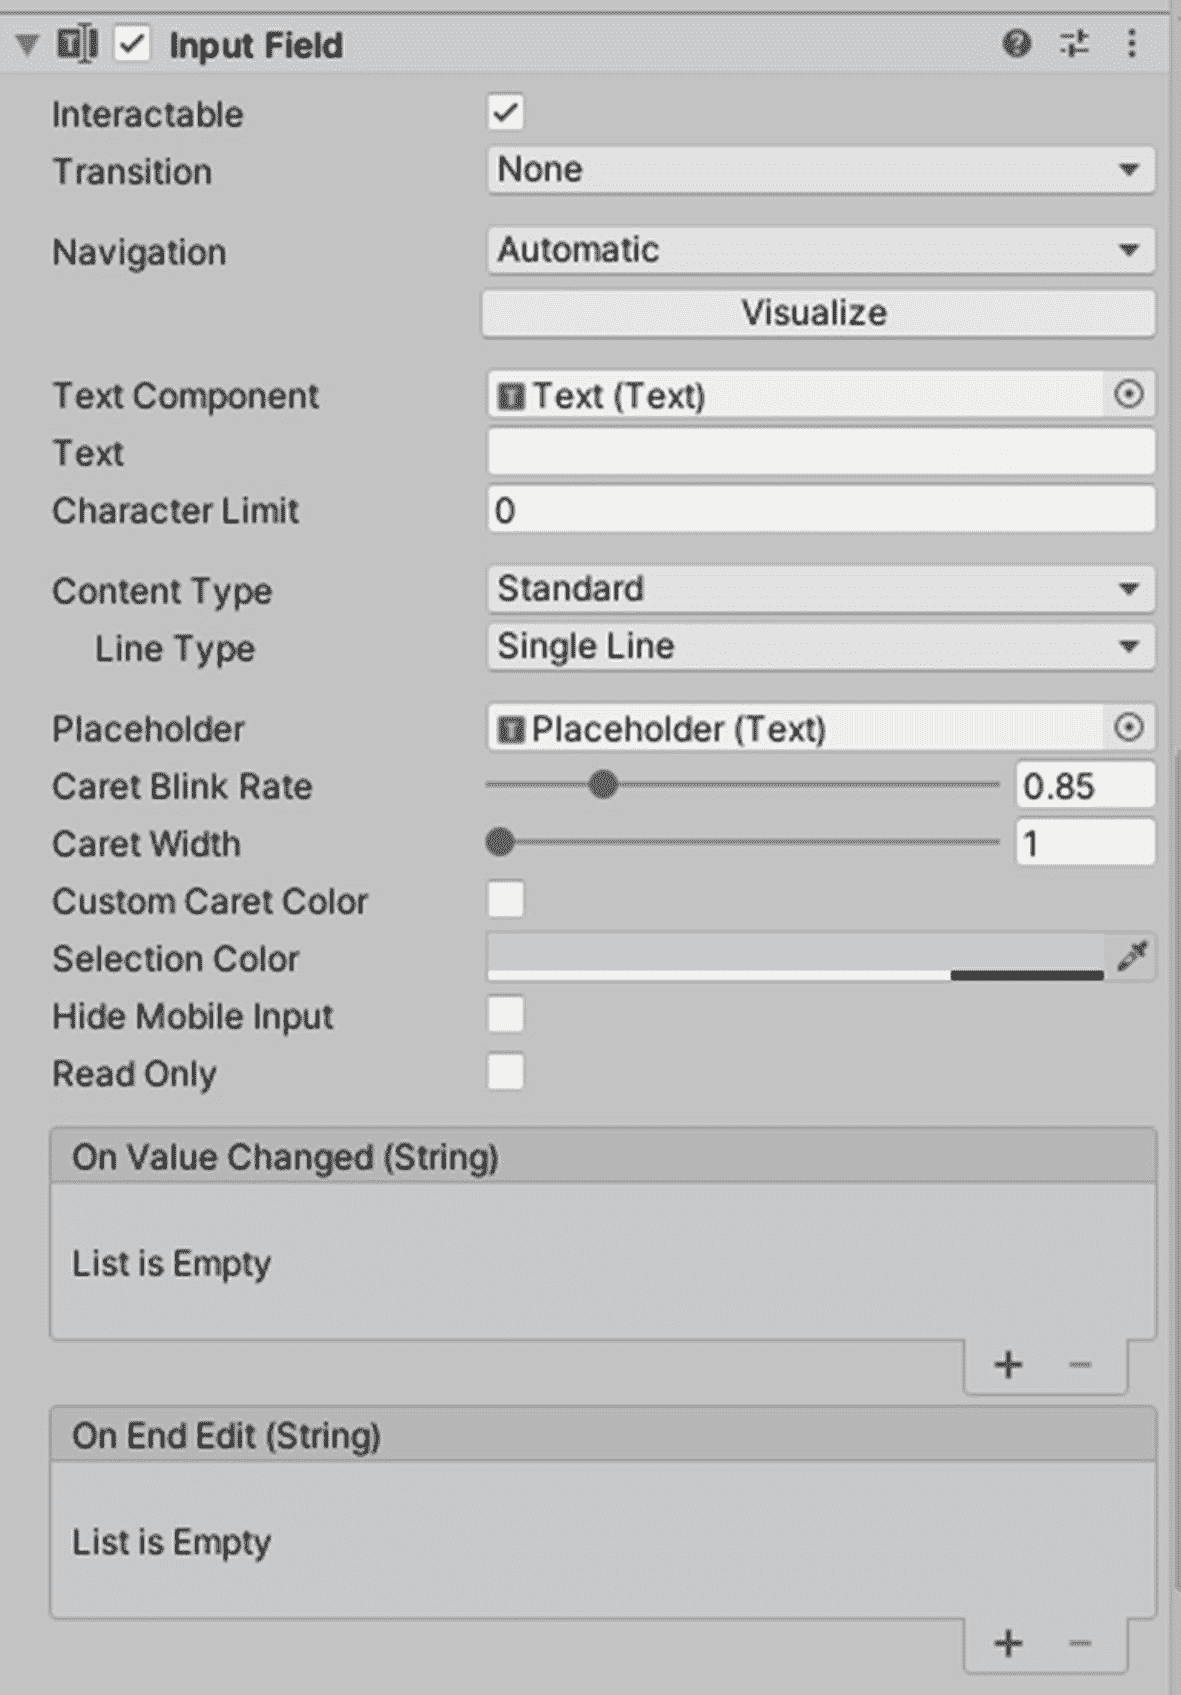 Input Field
Interactable
Transition None
Navigation Automatic
Visualize
Text Component Text (Text)
Text
Character Limit 0
Content Type Standard
Line Type Single Line
Placeholder Placeholder (Text)
Caret Blink Rate 0.85
Caret Width 1
Custom Caret Color
Selection Color
Hide Mobile Input
Read Only
On Value Changed (String)
List is Empty
+ −
On End Edit (String)
List is Empty
+ −